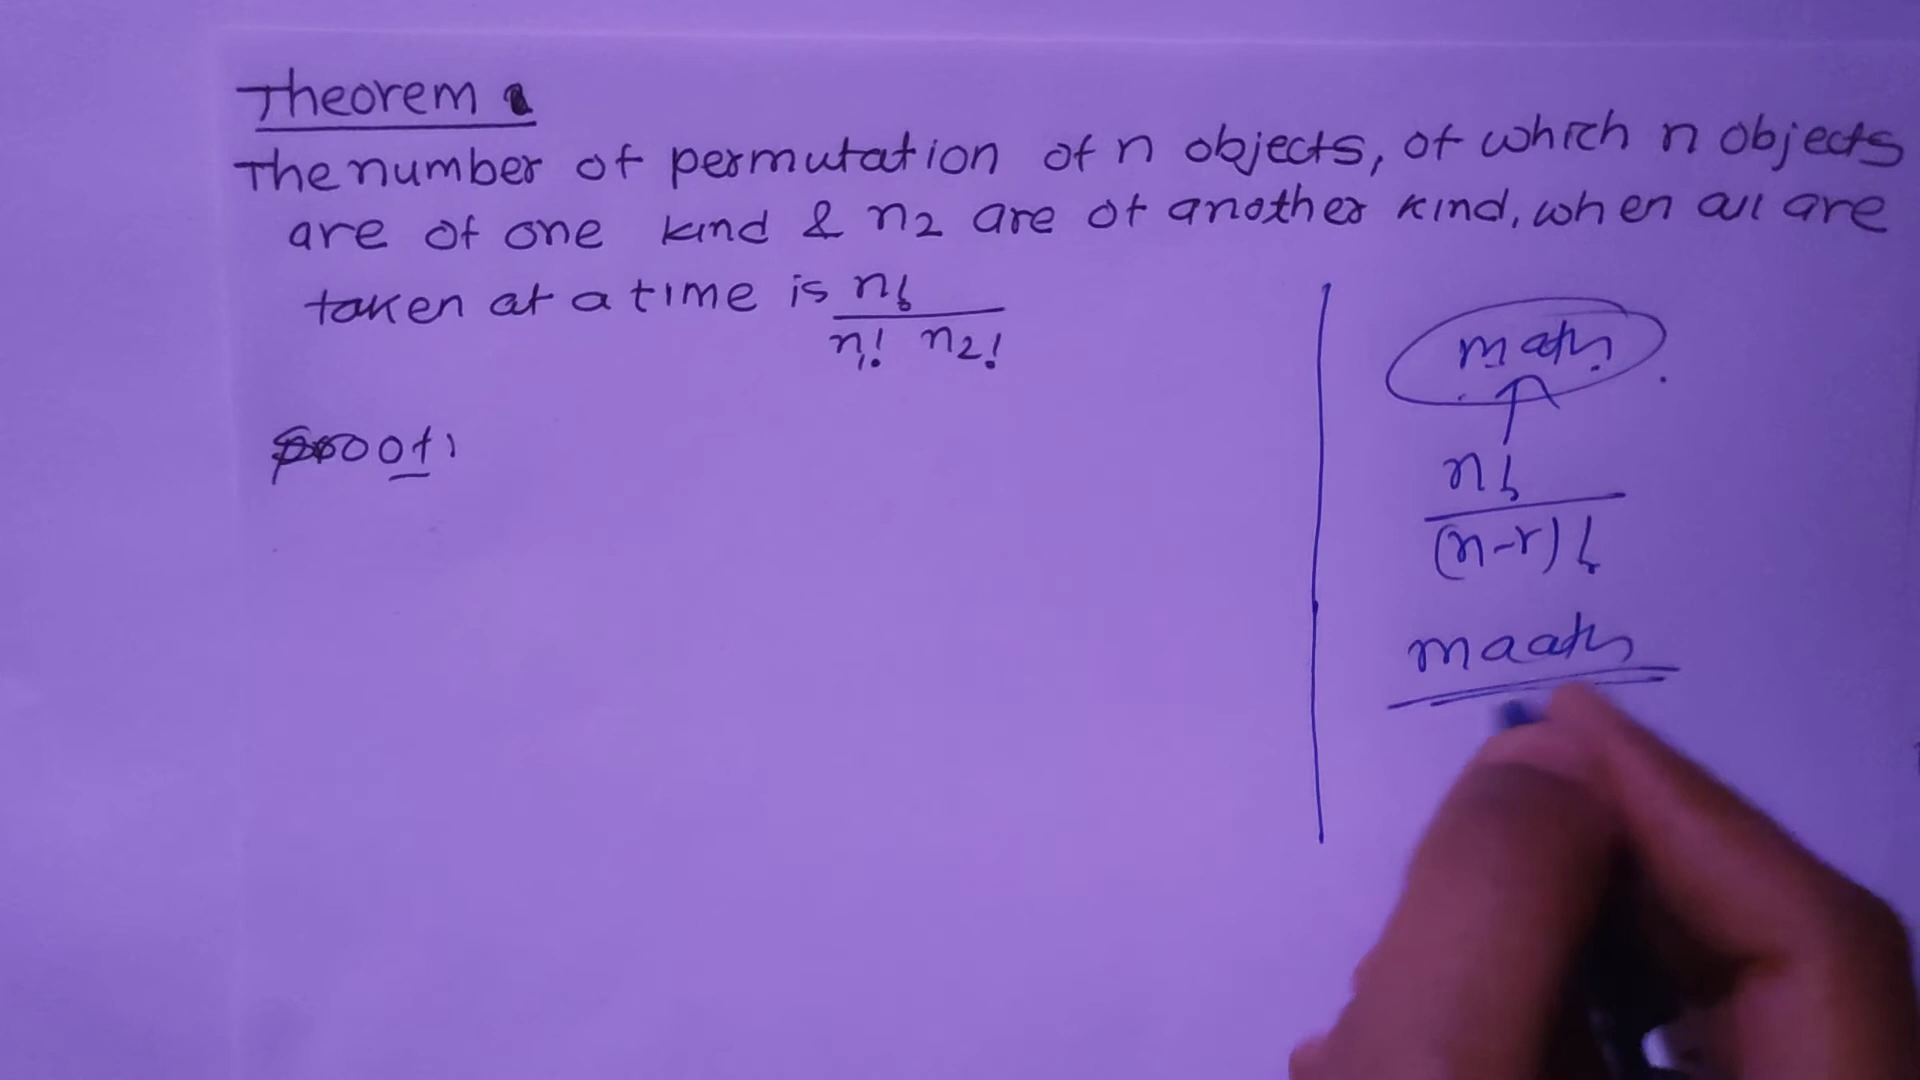 Theorem
The number of permutation of n objects, of which n objects
are of one kind & n2 are of another kind, when all are
taken at a time is n!
n! n2!
Proof:
math
n!
(n-r)!
maath